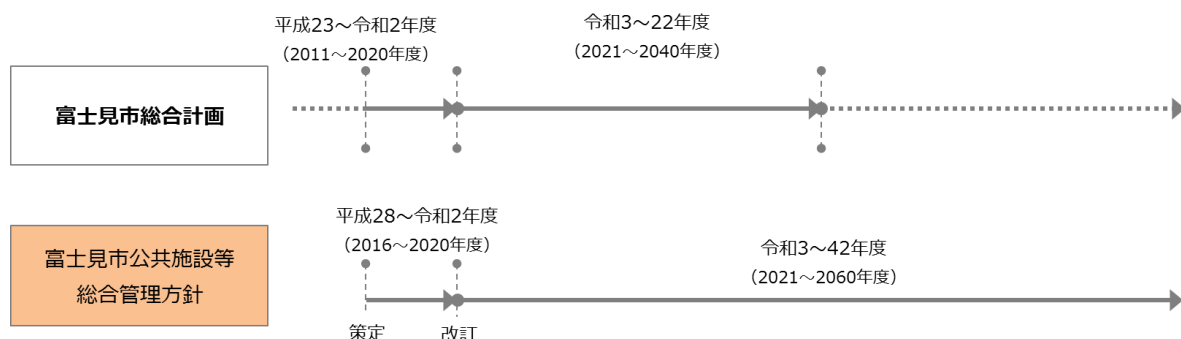 平成23～令和2年度
（2011～2020年度）
令和3～22年度
（2021～2040年度）
富士見市総合計画
平成28～令和2年度
（2016～2020年度）
令和3～42年度
（2021～2060年度）
富士見市公共施設等
総合管理方針
策定
改訂